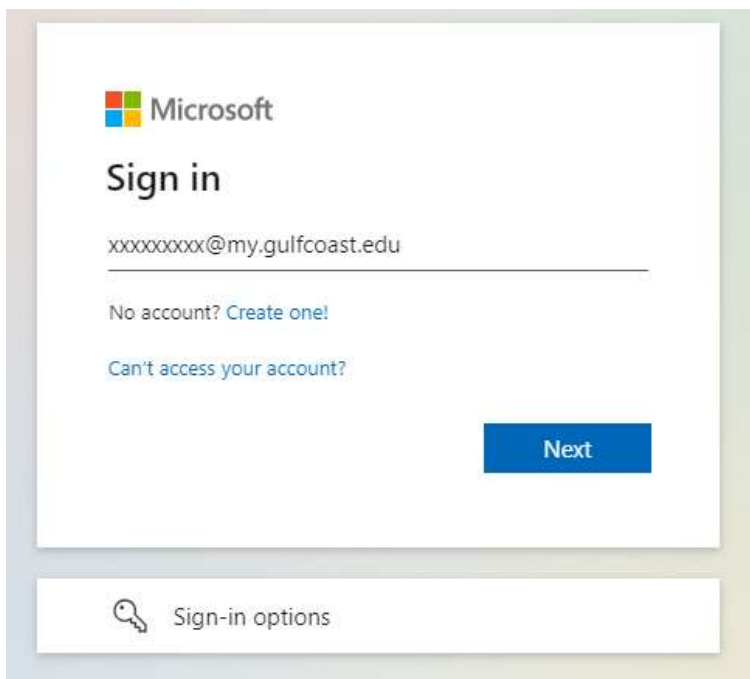 Microsoft
Sign in
xxxxxxxxx@my.gulfcoast.edu
No account? Create one!
Can't access your account?
Next
Sign-in options